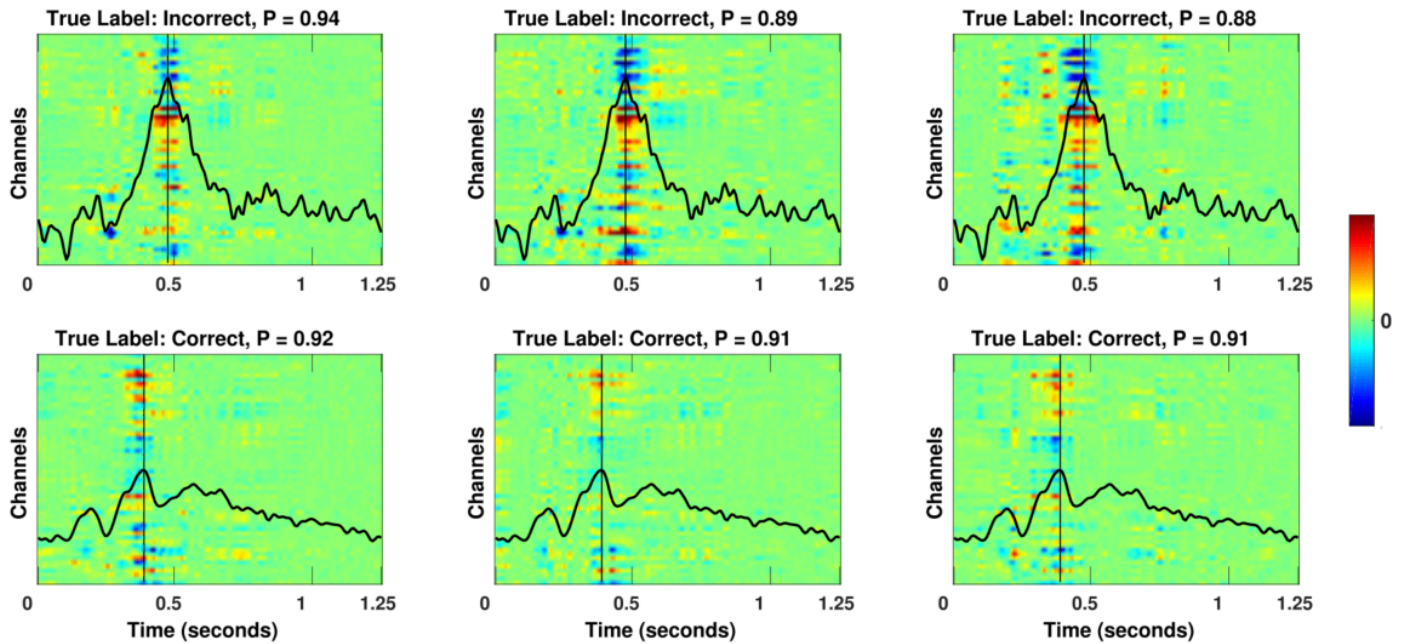 True Label: Incorrect, P = 0.94
True Label: Incorrect, P = 0.89
True Label: Incorrect, P = 0.88
Channels
Channels
Channels
0 0.5 1 1.25
0 0.5 1 1.25
0 0.5 1 1.25
0
True Label: Correct, P = 0.92
True Label: Correct, P = 0.91
True Label: Correct, P = 0.91
Channels
Channels
Channels
0 0.5 1 1.25
0 0.5 1 1.25
0 0.5 1 1.25
Time (seconds)
Time (seconds)
Time (seconds)